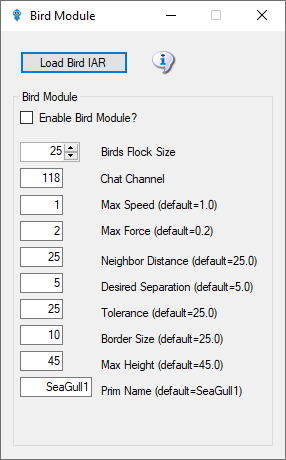 Bird Module
Load Bird IAR
Bird Module
Enable Bird Module?
25 Birds Flock Size
118 Chat Channel
1 Max Speed (default=1.0)
2 Max Force (default=0.2)
25 Neighbor Distance (default=25.0)
5 Desired Separation (default=5.0)
25 Tolerance (default=25.0)
10 Border Size (default=25.0)
45 Max Height (default=45.0)
SeaGull1 Prim Name (default=SeaGull1)